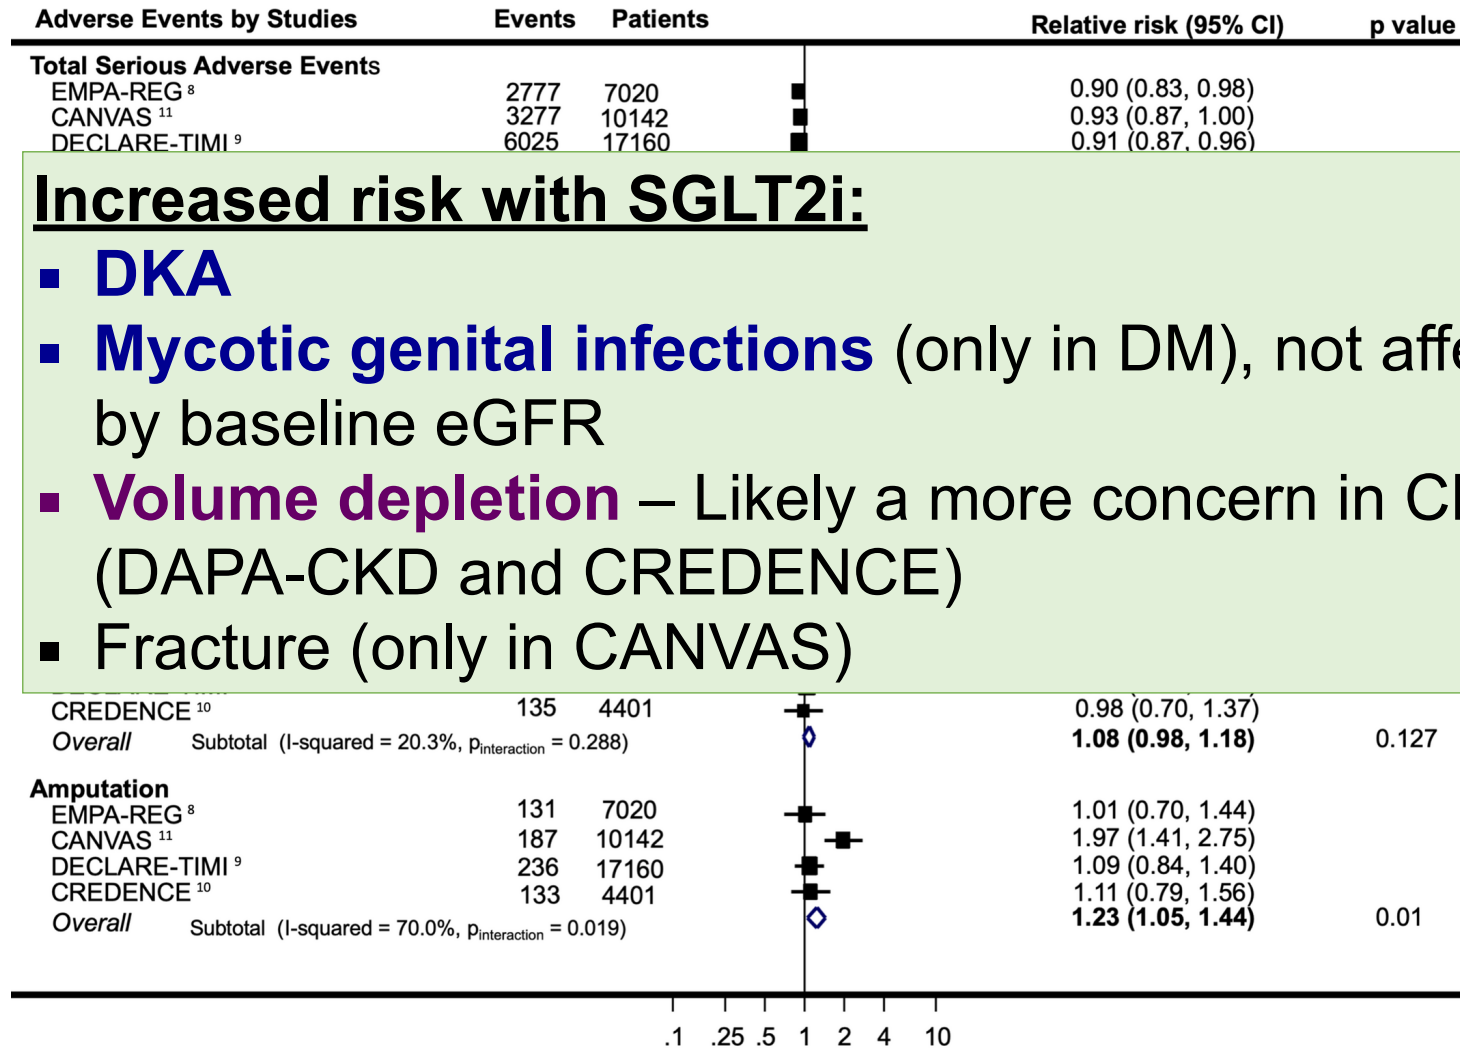 Adverse Events by Studies Events Patients Relative risk (95% CI) p value
Total Serious Adverse Events
EMPA-REG 8 2777 7020 0.90 (0.83, 0.98)
CANVAS 11 3277 10142 0.93 (0.87, 1.00)
DECLARE-TIMI 9 6025 17160 0.91 (0.87, 0.96)
Increased risk with SGLT2i:
▪ DKA
▪ Mycotic genital infections (only in DM), not
by baseline eGFR
▪ Volume depletion – Likely a more concern in
(DAPA-CKD and CREDENCE)
▪ Fracture (only in CANVAS)
CREDENCE 10 135 4401 0.98 (0.70, 1.37)
Overall Subtotal (I-squared = 20.3%, pinteraction = 0.288) 1.08 (0.98, 1.18) 0.127
Amputation
EMPA-REG 8 131 7020 1.01 (0.70, 1.44)
CANVAS 11 187 10142 1.97 (1.41, 2.75)
DECLARE-TIMI 9 236 17160 1.09 (0.84, 1.40)
CREDENCE 10 133 4401 1.11 (0.79, 1.56)
Overall Subtotal (I-squared = 70.0%, pinteraction = 0.019) 1.23 (1.05, 1.44) 0.01
.1 .25 .5 1 2 4 10